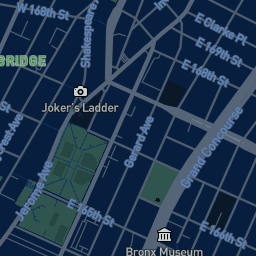 W 168th St
Shakespeare
E Clarke Pl
E 169th St
E 168th St
BRIDGE
Joker's Ladder
Gerard Ave
Grand Concourse
Jerome Ave
E 165th St
E 166th St
Bronx Museum